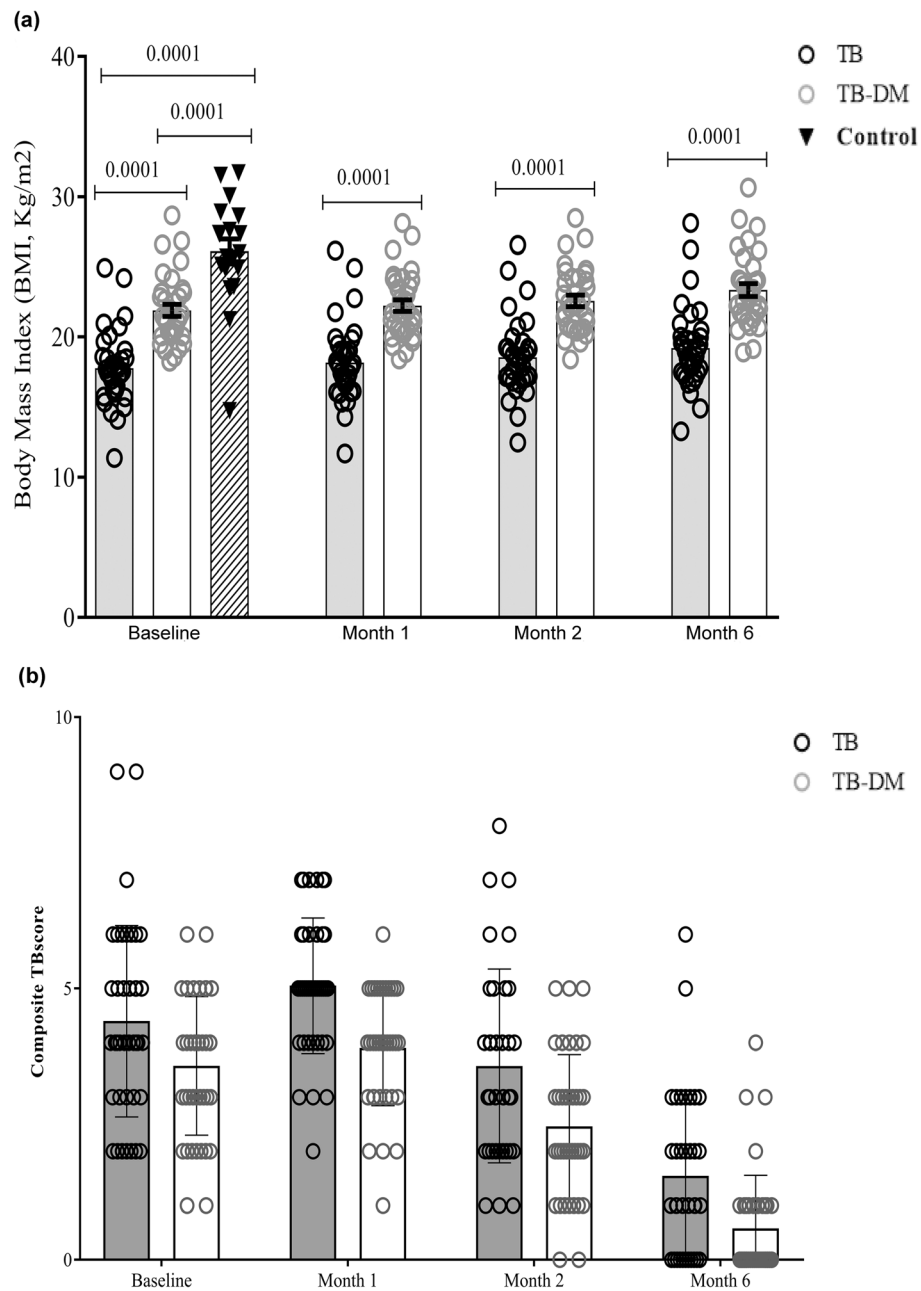 (a)
0.0001
0.0001
0.0001
0.0001
0.0001
0.0001
TB
TB-DM
Control
Body Mass Index (BMI, Kg/m2)
40
30
20
10
0
Baseline
Month 1
Month 2
Month 6
(b)
TB
TB-DM
Composite TBscore
10
5
0
Baseline
Month 1
Month 2
Month 6